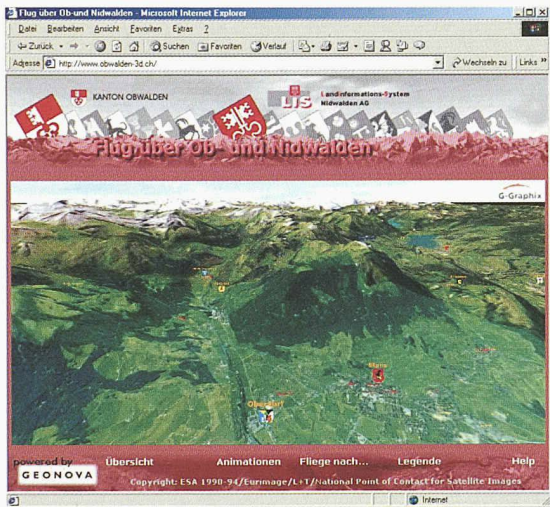 Flug über Ob-und Nidwalden - Microsoft Internet Explorer
Datei Bearbeiten Ansicht Favoriten Extras ?
Zurück Suchen Favoriten Verlauf
Adresse http://www.obwalden-3d.ch/ Wechseln zu Links »
KANTON OBWALDEN
LIS Landinformations-System
Nidwalden AG
Flug über Ob- und Nidwalden
G-Graphix
Stans
Oberdorf
powered by Übersicht Animationen Fliege nach... Legende Help
GEONOVA
Copyright: ESA 1990-94/Eurimage/L+T/National Point of Contact for Satellite Images
Internet